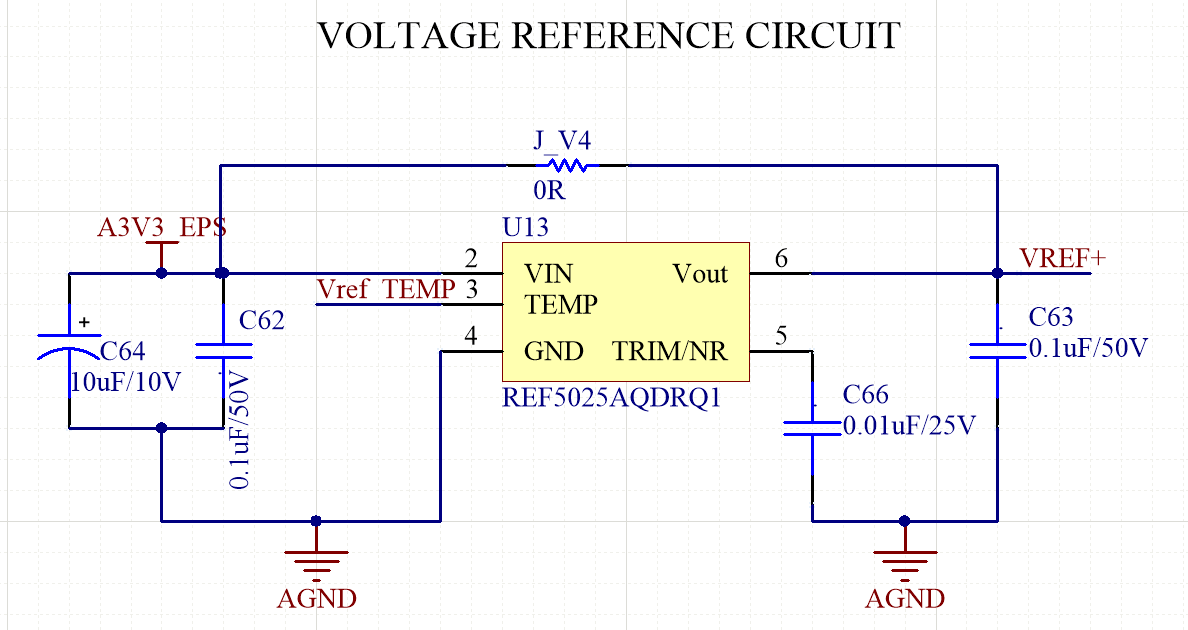 VOLTAGE REFERENCE CIRCUIT
J_V4
0R
A3V3_EPS
U13
2
VIN
Vout
6
VREF+
Vref_TEMP
3
TEMP
4
GND
TRIM/NR
5
REF5025AQDRQ1
+
C64
10uF/10V
C62
0.1uF/50V
C63
0.1uF/50V
C66
0.01uF/25V
AGND
AGND